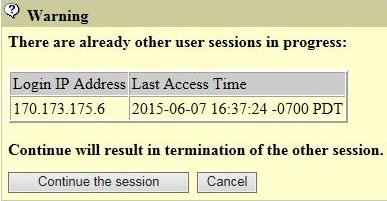 Warning
There are already other user sessions in progress:
Login IP Address Last Access Time
170.173.175.6 2015-06-07 16:37:24 -0700 PDT
Continue will result in termination of the other session.
Continue the session Cancel